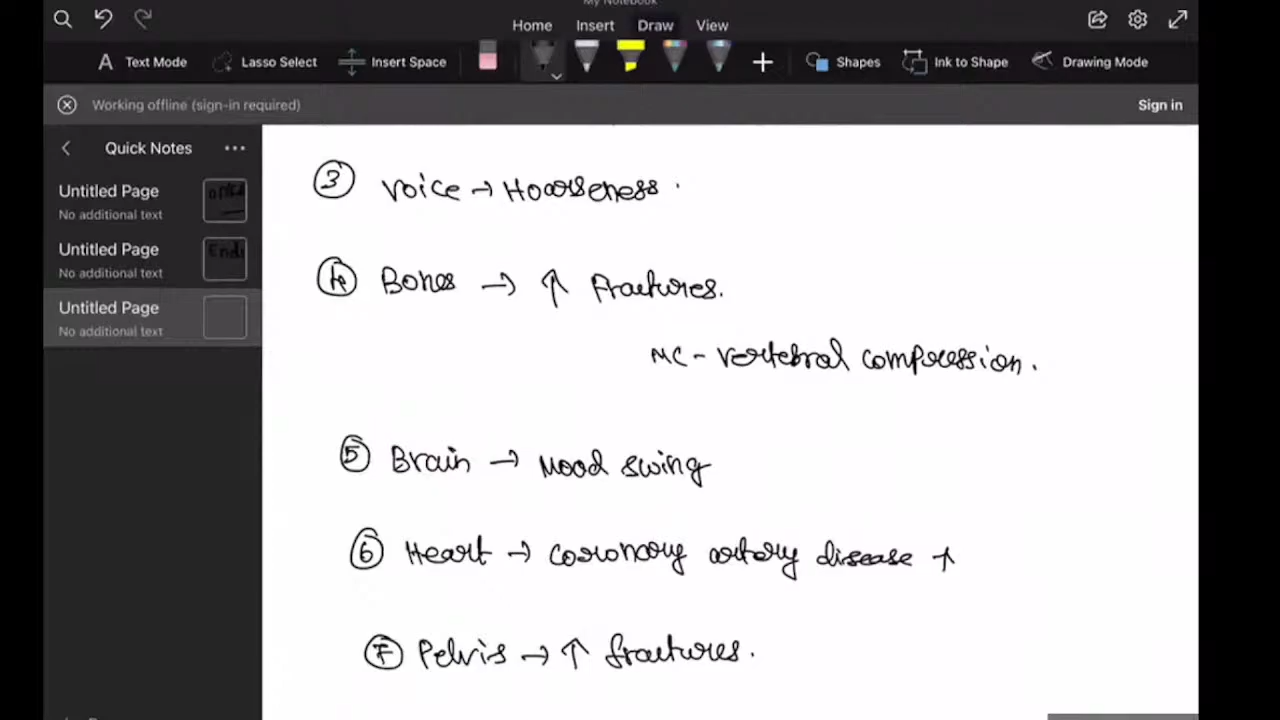 My Notebook
Home Insert Draw View
Text Mode Lasso Select Insert Space Shapes Ink to Shape Drawing Mode
Working offline (sign-in required) Sign in
Quick Notes
Untitled Page
No additional text
Untitled Page
No additional text
Untitled Page
No additional text
③ Voice → Hoarseness.
④ Bones → ↑ Fractures.
MC - vertebral compression.
⑤ Brain → Mood swing
⑥ Heart → coronary artery disease ↑
⑦ Pelvis → ↑ fractures.